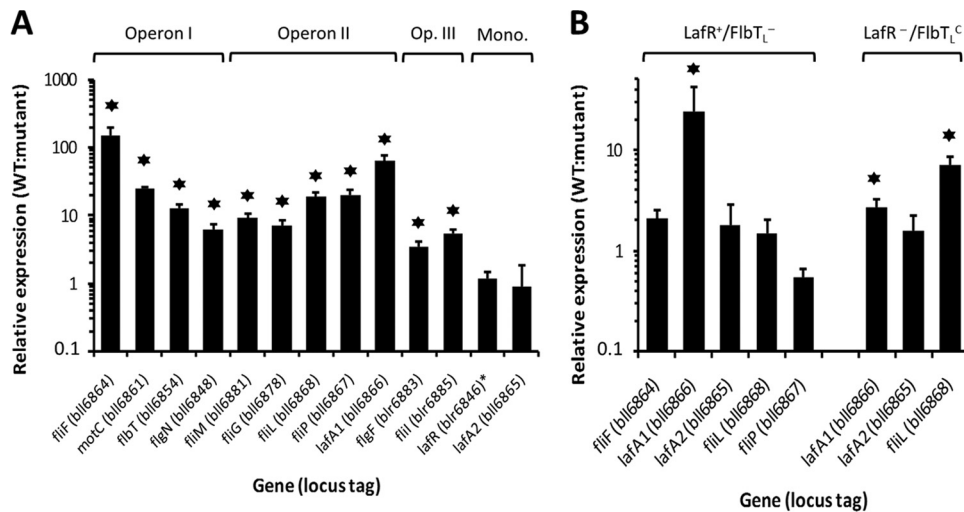 A
Operon I
Operon II
Op. III
Mono.
Relative expression (WT:mutant)
1000
100
10
1
0.1
fliF (bll6864)
motC (bll6861)
flbT (bll6854)
flgN (bll6848)
fliM (bll6881)
fliG (bll6878)
fliL (bll6868)
fliP (bll6867)
lafA1 (bll6866)
flgF (blr6883)
fliI (blr6885)
lafR (blr6846)*
lafA2 (bll6865)
Gene (locus tag)
B
LafR⁺/FlbT_L⁻
LafR⁻/FlbT_L^C
Relative expression (WT:mutant)
10
1
0.1
fliF (bll6864)
lafA1 (bll6866)
lafA2 (bll6865)
fliL (bll6868)
fliP (bll6867)
lafA1 (bll6866)
lafA2 (bll6865)
fliL (bll6868)
Gene (locus tag)